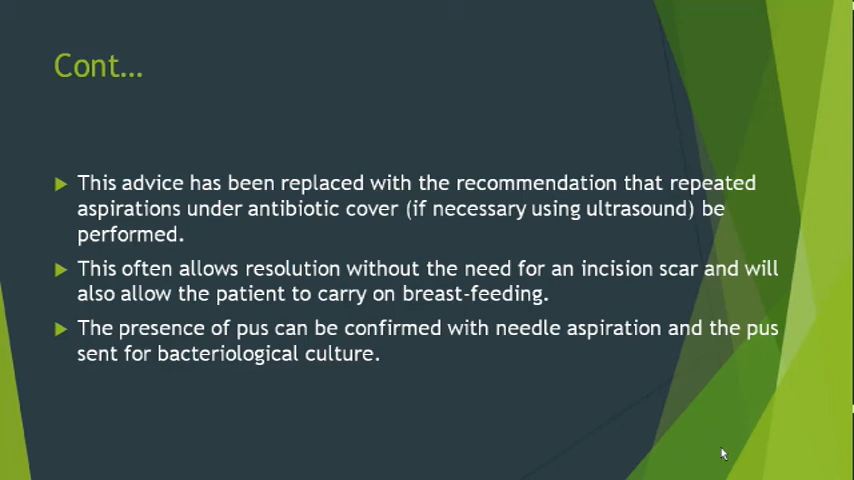 Cont...
This advice has been replaced with the recommendation that repeated
aspirations under antibiotic cover (if necessary using ultrasound) be
performed.
This often allows resolution without the need for an incision scar and will
also allow the patient to carry on breast-feeding.
The presence of pus can be confirmed with needle aspiration and the pus
sent for bacteriological culture.